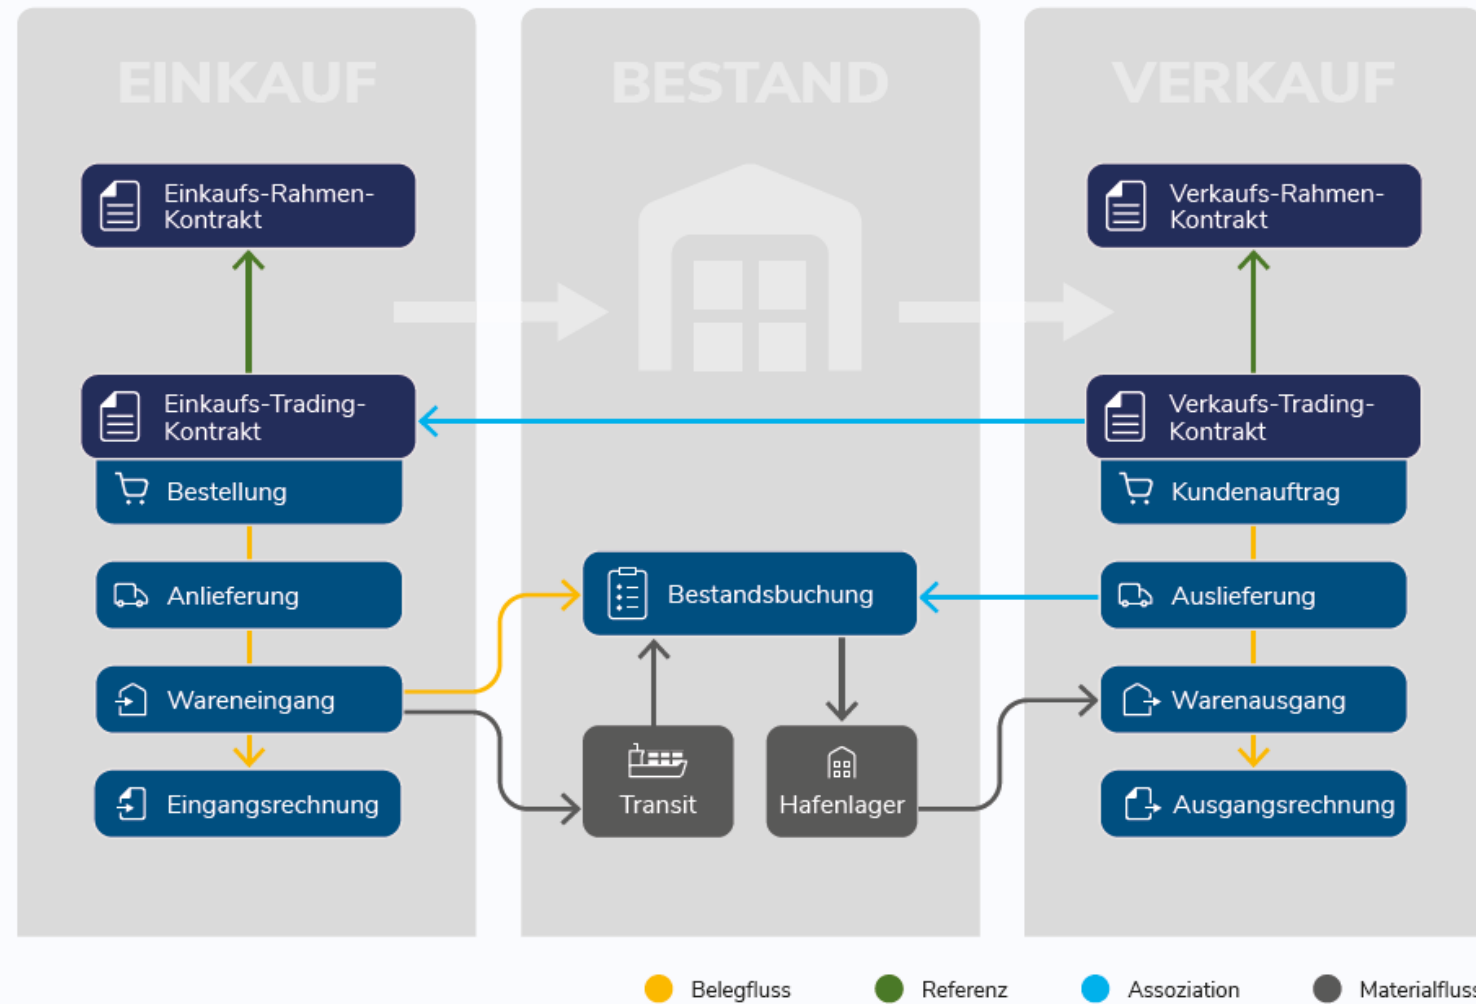 EINKAUF
BESTAND
VERKAUF
Einkaufs-Rahmen-
Kontrakt
Verkaufs-Rahmen-
Kontrakt
Einkaufs-Trading-
Kontrakt
Verkaufs-Trading-
Kontrakt
Bestellung
Kundenauftrag
Anlieferung
Bestandsbuchung
Auslieferung
Wareneingang
Warenausgang
Eingangsrechnung
Transit
Hafenlager
Ausgangsrechnung
Belegfluss
Referenz
Assoziation
Materialfluss